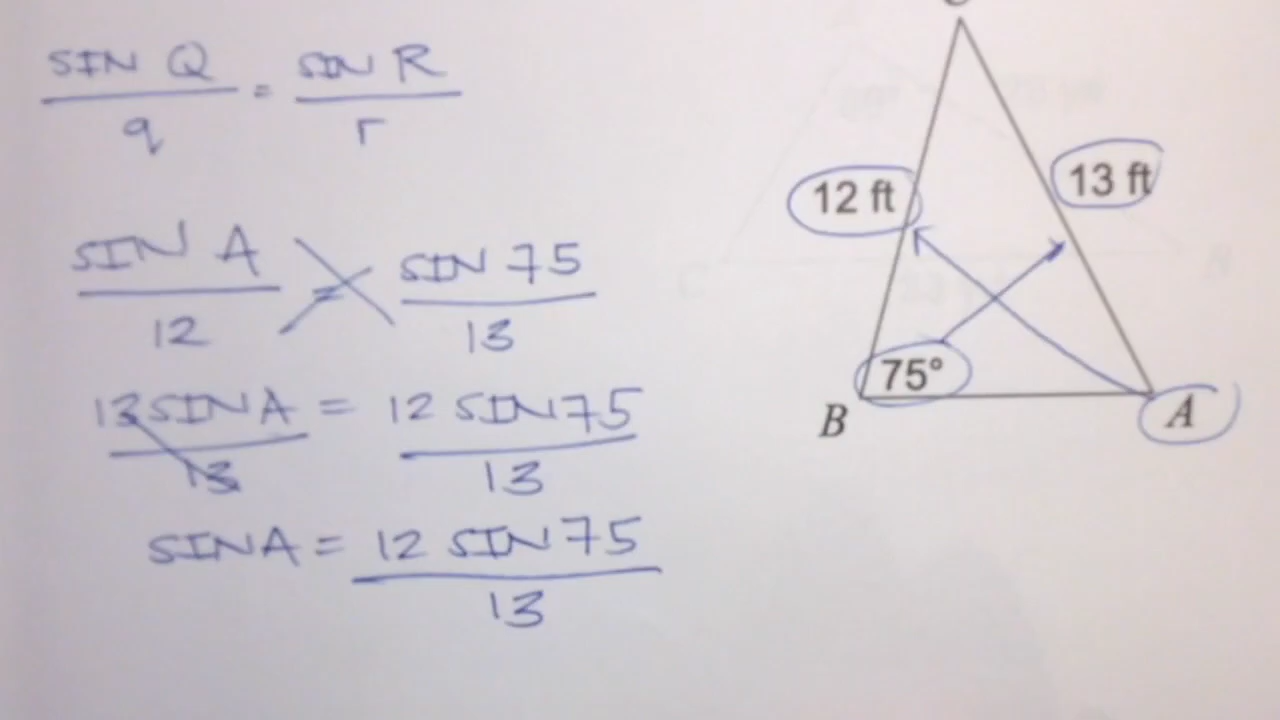 SIN Q / q = SIN R / r
SIN A / 12 = SIN 75 / 13
13 SIN A / 13 = 12 SIN 75 / 13
SIN A = 12 SIN 75 / 13
12 ft
13 ft
75°
B
A